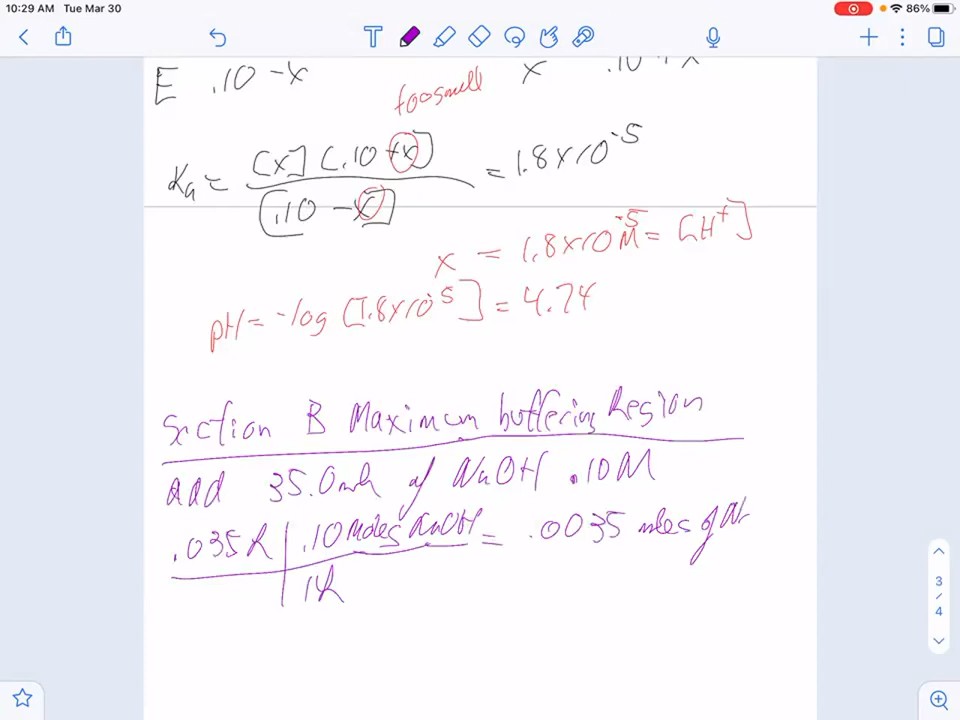 10:29 AM Tue Mar 30
86%
E .10 -x x .10 + x
too small
Ka = [x] [.10 +x] = 1.8x10^-5
[.10 -x]
x = 1.8x10^-5 M = [H+]
pH = -log [1.8x10^-5] = 4.74
Section B Maximum buffering Region
add 35.0mL of NaOH .10M
.035L .10 Moles NaOH = .0035 moles of Na
1L
3
/
4